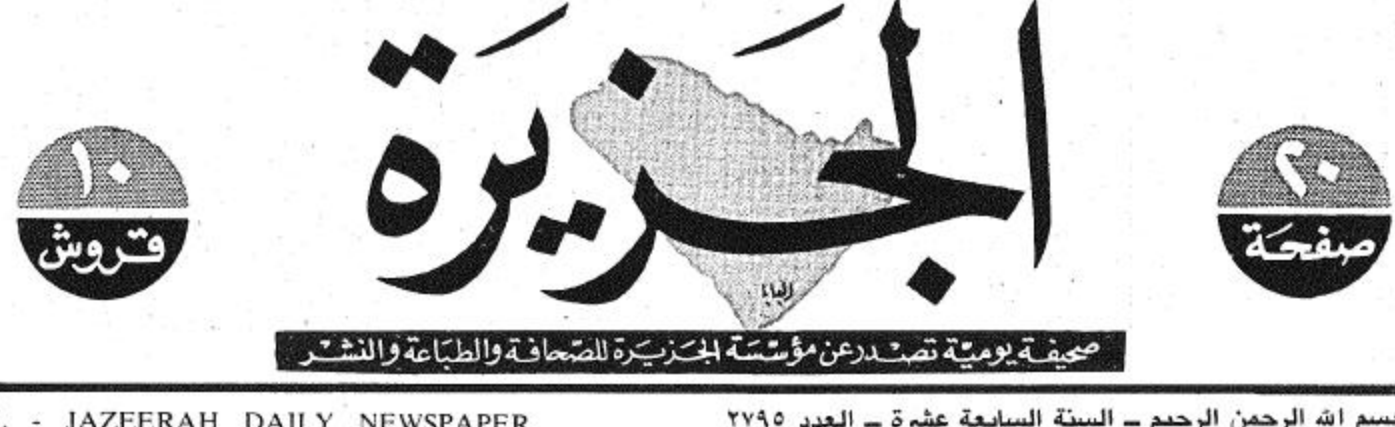 الجزيرة
٢٠
صفحة
١٠
قروش
صحيفة يومية تصدر عن مؤسسة الجزيرة للصحافة والطباعة والنشر
بسم الله الرحمن الرحيم – السنة السابعة عشرة – العدد ٢٧٩٥
- JAZEERAH DAILY NEWSPAPER